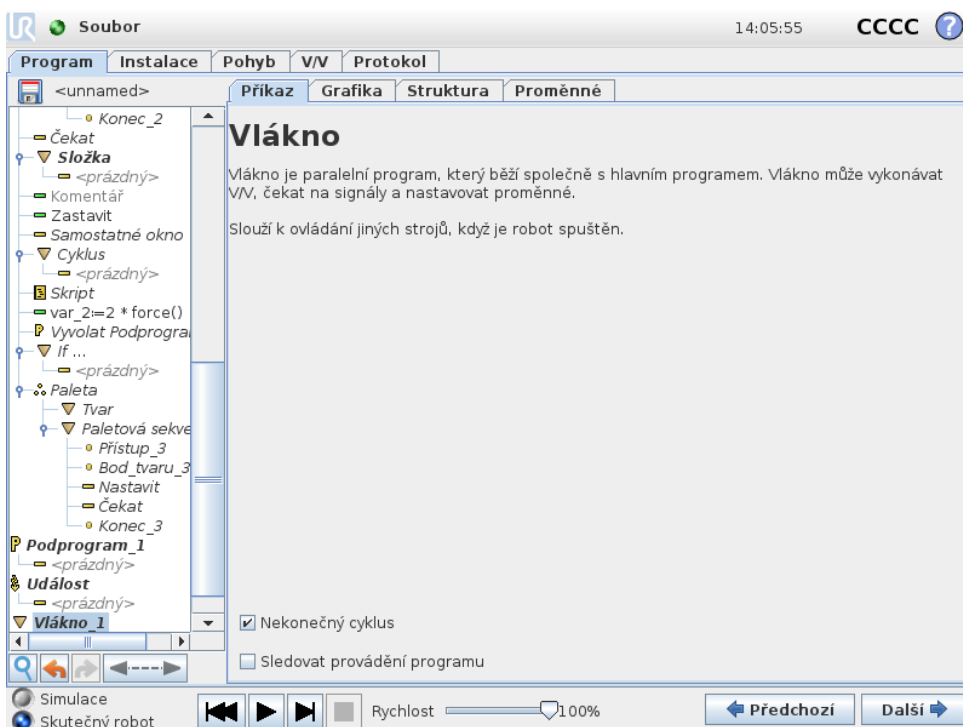 UR Soubor 14:05:55 CCCC ?
Program Instalace Pohyb V/V Protokol
<unnamed> Příkaz Grafika Struktura Proměnné
Konec_2
Čekat
Složka
<prázdný>
Komentář
Zastavit
Samostatné okno
Cyklus
<prázdný>
Skript
var_2:=2 * force()
Vyvolat Podprogra
If ...
<prázdný>
Paleta
Tvar
Paletová sekve
Přístup_3
Bod_tvaru_3
Nastavit
Čekat
Konec_3
P Podprogram_1
<prázdný>
Událost
<prázdný>
Vlákno_1
Vlákno
Vlákno je paralelní program, který běží společně s hlavním programem. Vlákno může vykonávat
V/V, čekat na signály a nastavovat proměnné.
Slouží k ovládání jiných strojů, když je robot spuštěn.
Nekonečný cyklus
Sledovat provádění programu
Simulace
Skutečný robot
Rychlost 100%
Předchozí Další